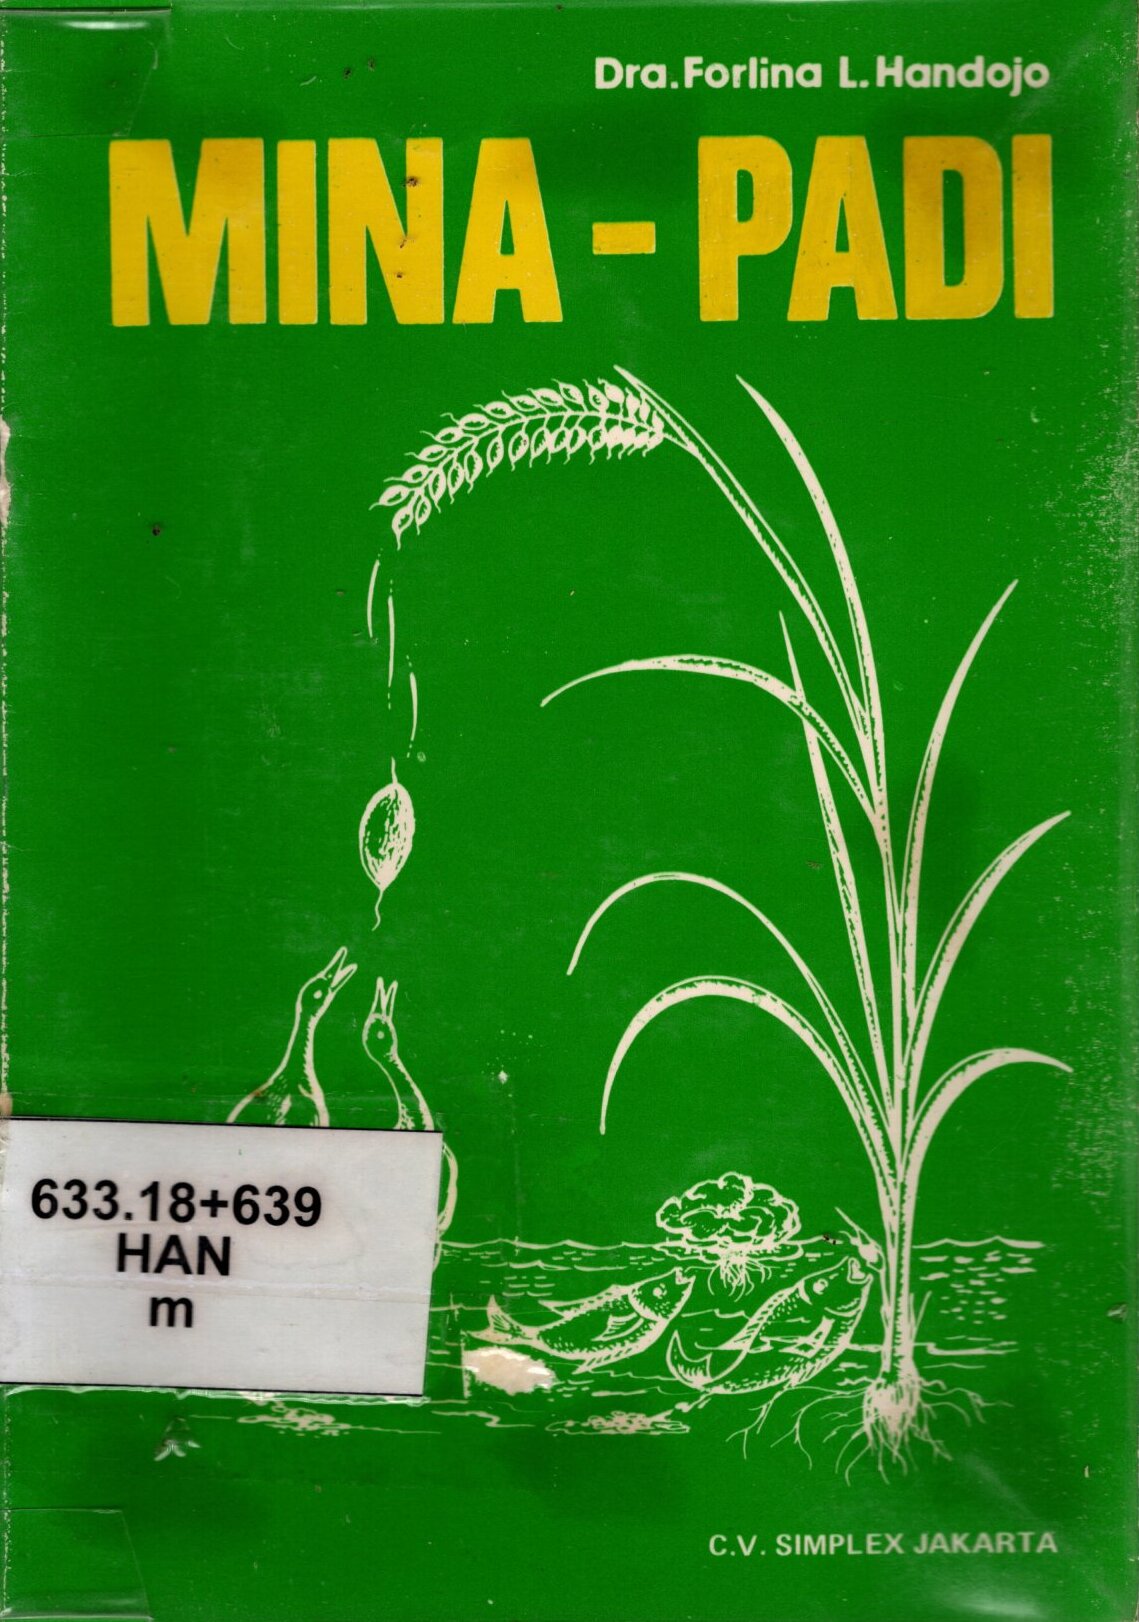 Dra.Forlina L.Handojo
MINA - PADI
633.18+639
HAN
m
C.V. SIMPLEX JAKARTA